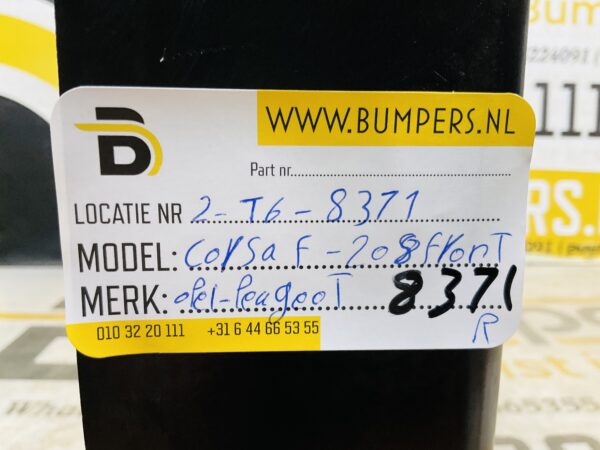 WWW.BUMPERS.NL
Part nr.
LOCATIE NR 2-T6-8371
MODEL: Corsa F-208 fronT
MERK: opel-PeageoT 8371
010 32 20 111 +31 6 44 66 53 55
R